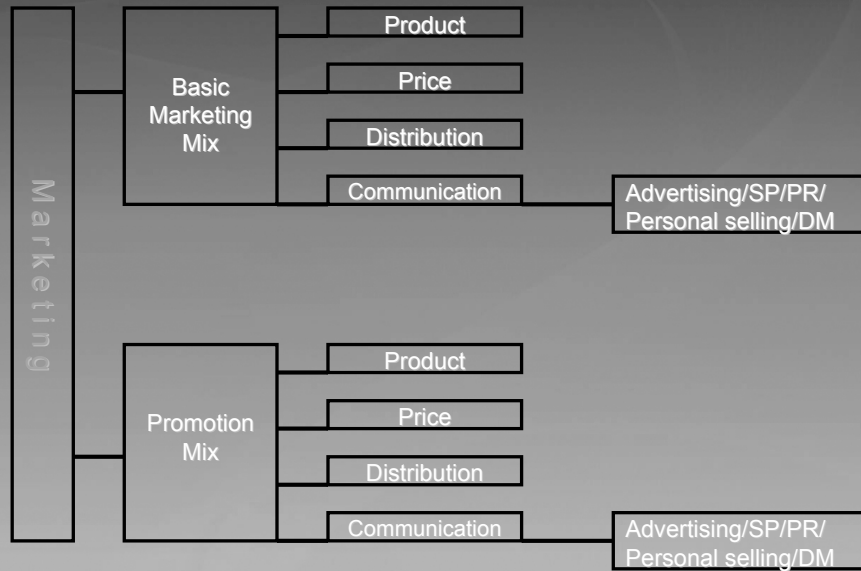 Marketing
Basic
Marketing
Mix
Product
Price
Distribution
Communication
Advertising/SP/PR/
Personal selling/DM
Promotion
Mix
Product
Price
Distribution
Communication
Advertising/SP/PR/
Personal selling/DM